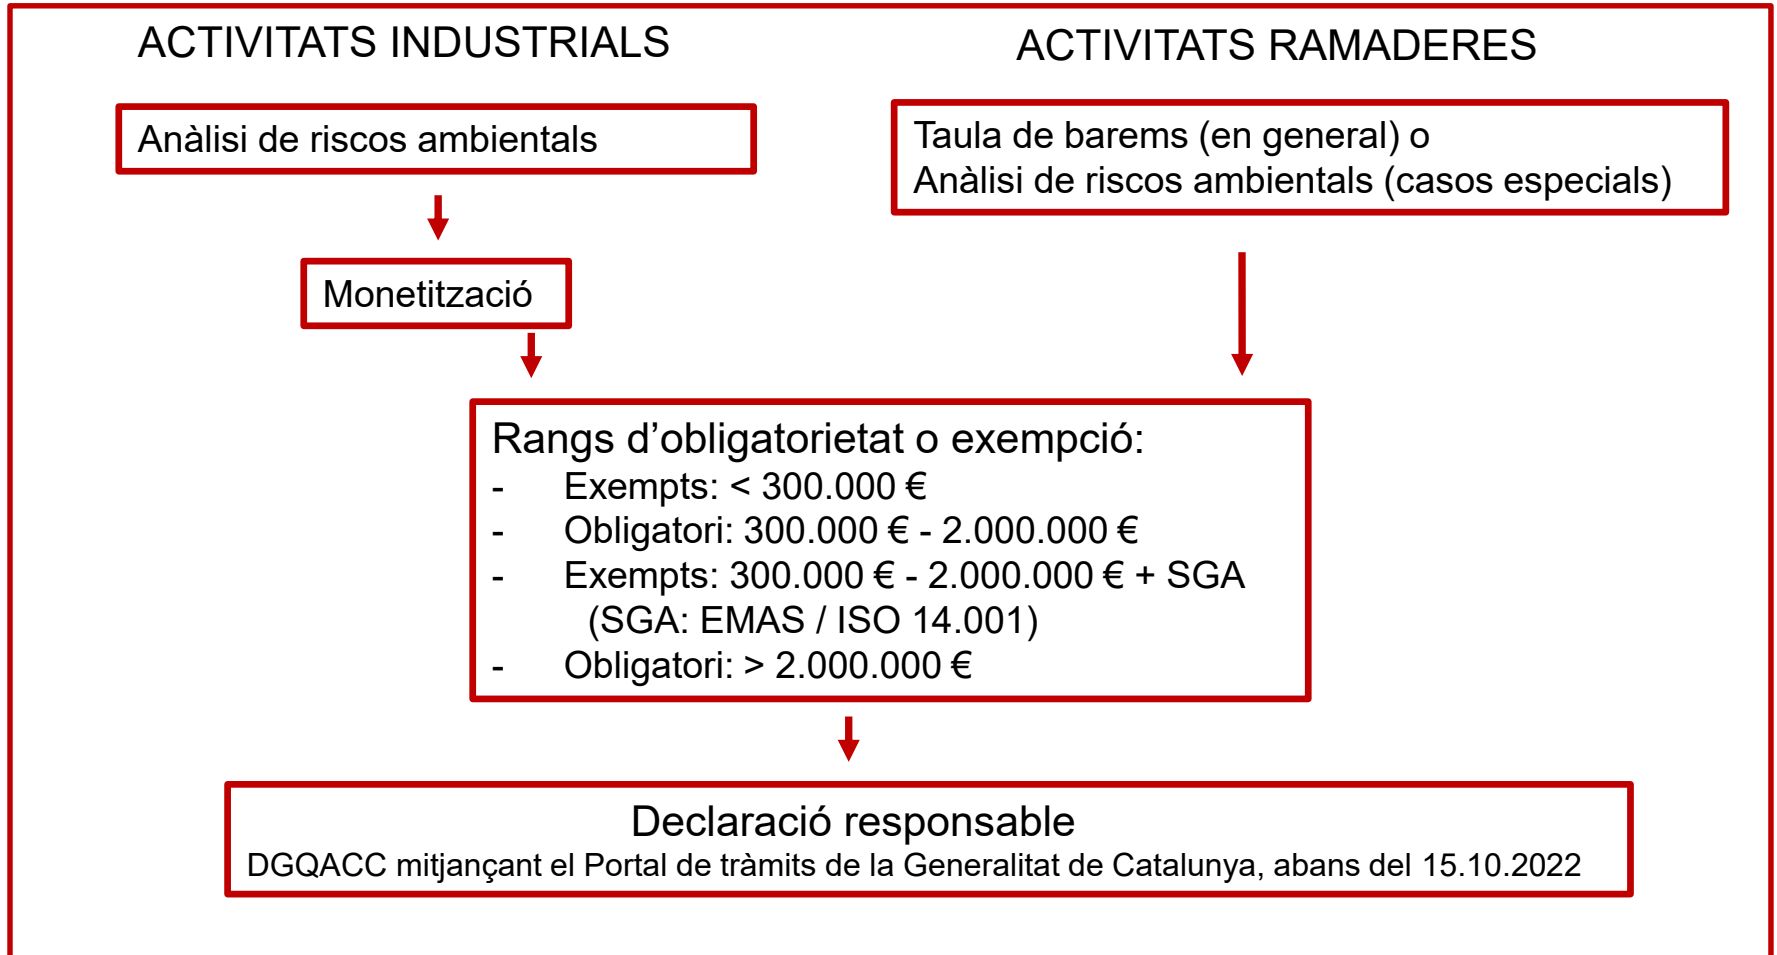 ACTIVITATS INDUSTRIALS
Anàlisi de riscos ambientals
Monetització
ACTIVITATS RAMADERES
Taula de barems (en general) o
Anàlisi de riscos ambientals (casos especials)
Rangs d’obligatorietat o exempció:
- Exempts: < 300.000 €
- Obligatori: 300.000 € - 2.000.000 €
- Exempts: 300.000 € - 2.000.000 € + SGA
(SGA: EMAS / ISO 14.001)
- Obligatori: > 2.000.000 €
Declaració responsable
DGQACC mitjançant el Portal de tràmits de la Generalitat de Catalunya, abans del 15.10.2022